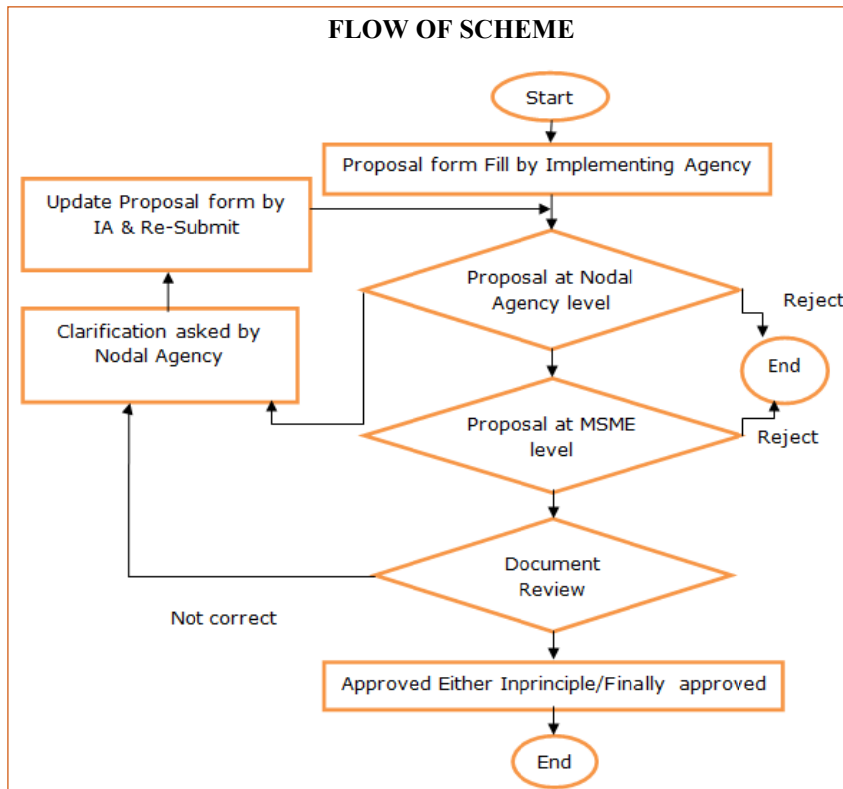 FLOW OF SCHEME
Start
Proposal form Fill by Implementing Agency
Update Proposal form by
IA & Re-Submit
Proposal at Nodal
Agency level
Reject
Clarification asked by
Nodal Agency
End
Proposal at MSME
level
Reject
Document
Review
Not correct
Approved Either Inprinciple/Finally approved
End